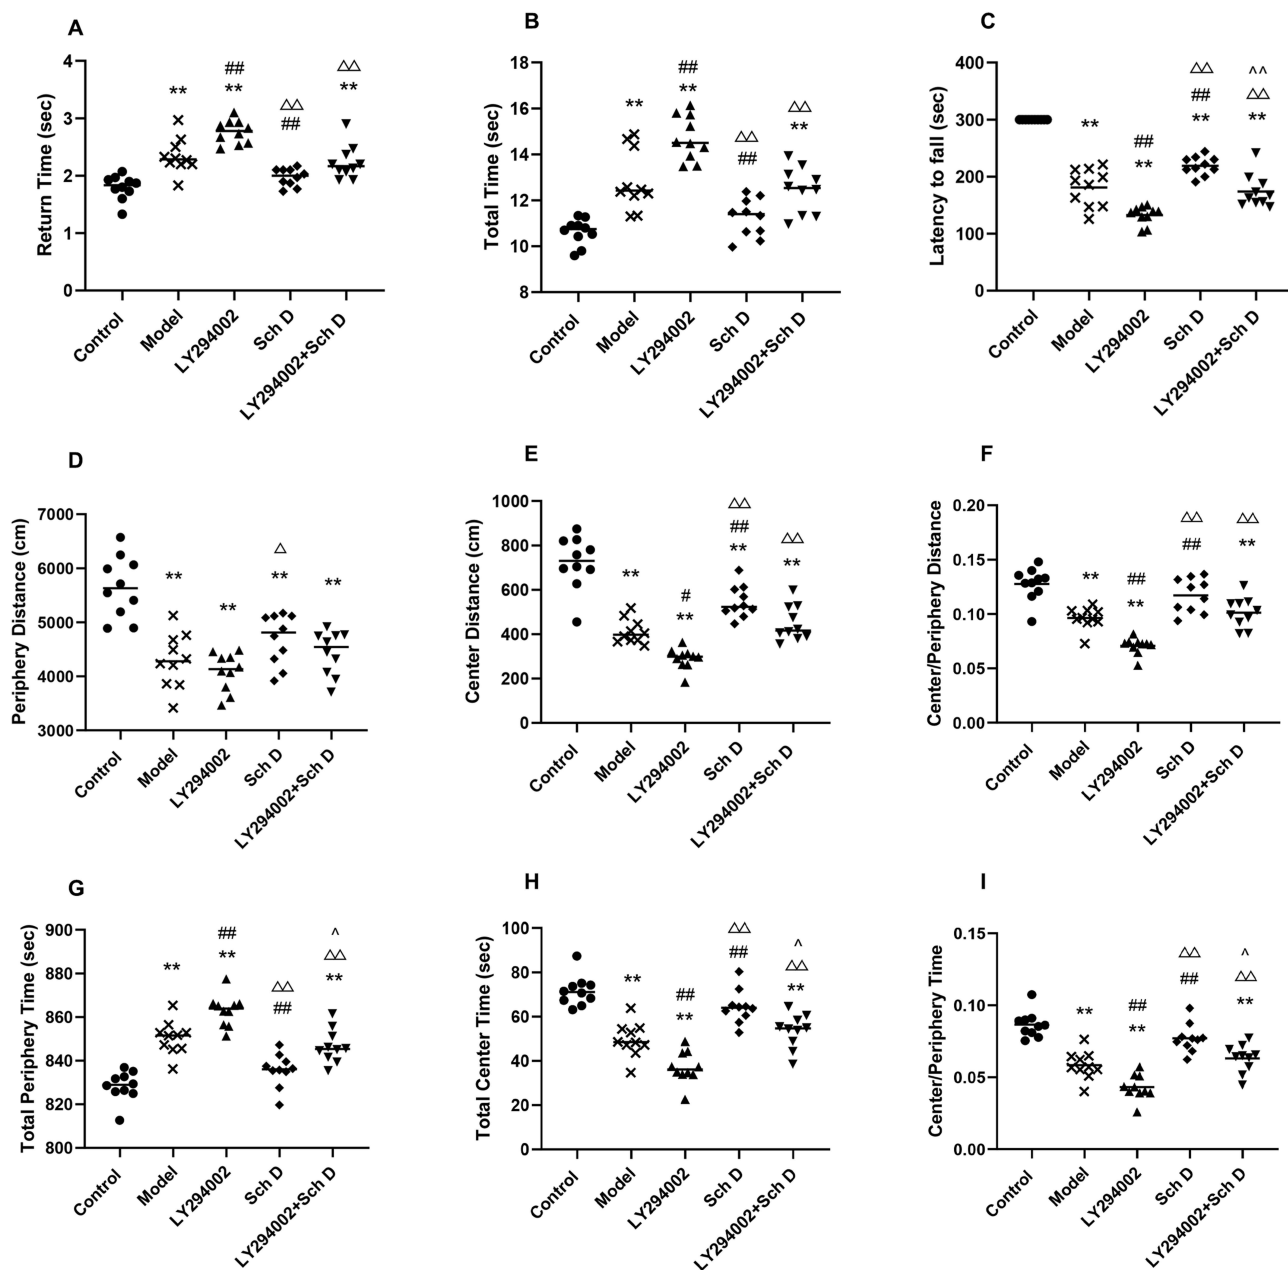 A
Return Time (sec)
4
3
2
1
0
**
##
**
△△
##
△△
**
Control
Model
LY294002
Sch D
LY294002+Sch D
B
Total Time (sec)
18
16
14
12
10
8
**
##
**
△△
##
△△
**
Control
Model
LY294002
Sch D
LY294002+Sch D
C
Latency to fall (sec)
400
300
200
100
0
**
##
**
△△
##
**
^^
△△
**
Control
Model
LY294002
Sch D
LY294002+Sch D
D
Periphery Distance (cm)
7000
6000
5000
4000
3000
**
**
△
**
**
Control
Model
LY294002
Sch D
LY294002+Sch D
E
Center Distance (cm)
1000
800
600
400
200
0
**
#
**
△△
##
**
△△
**
Control
Model
LY294002
Sch D
LY294002+Sch D
F
Center/Periphery Distance
0.20
0.15
0.10
0.05
0.00
**
##
**
△△
##
△△
**
Control
Model
LY294002
Sch D
LY294002+Sch D
G
Total Periphery Time (sec)
900
880
860
840
820
800
**
##
**
△△
##
^
△△
**
Control
Model
LY294002
Sch D
LY294002+Sch D
H
Total Center Time (sec)
100
80
60
40
20
0
**
##
**
△△
##
^
△△
**
Control
Model
LY294002
Sch D
LY294002+Sch D
I
Center/Periphery Time
0.15
0.10
0.05
0.00
**
##
**
△△
##
^
△△
**
Control
Model
LY294002
Sch D
LY294002+Sch D